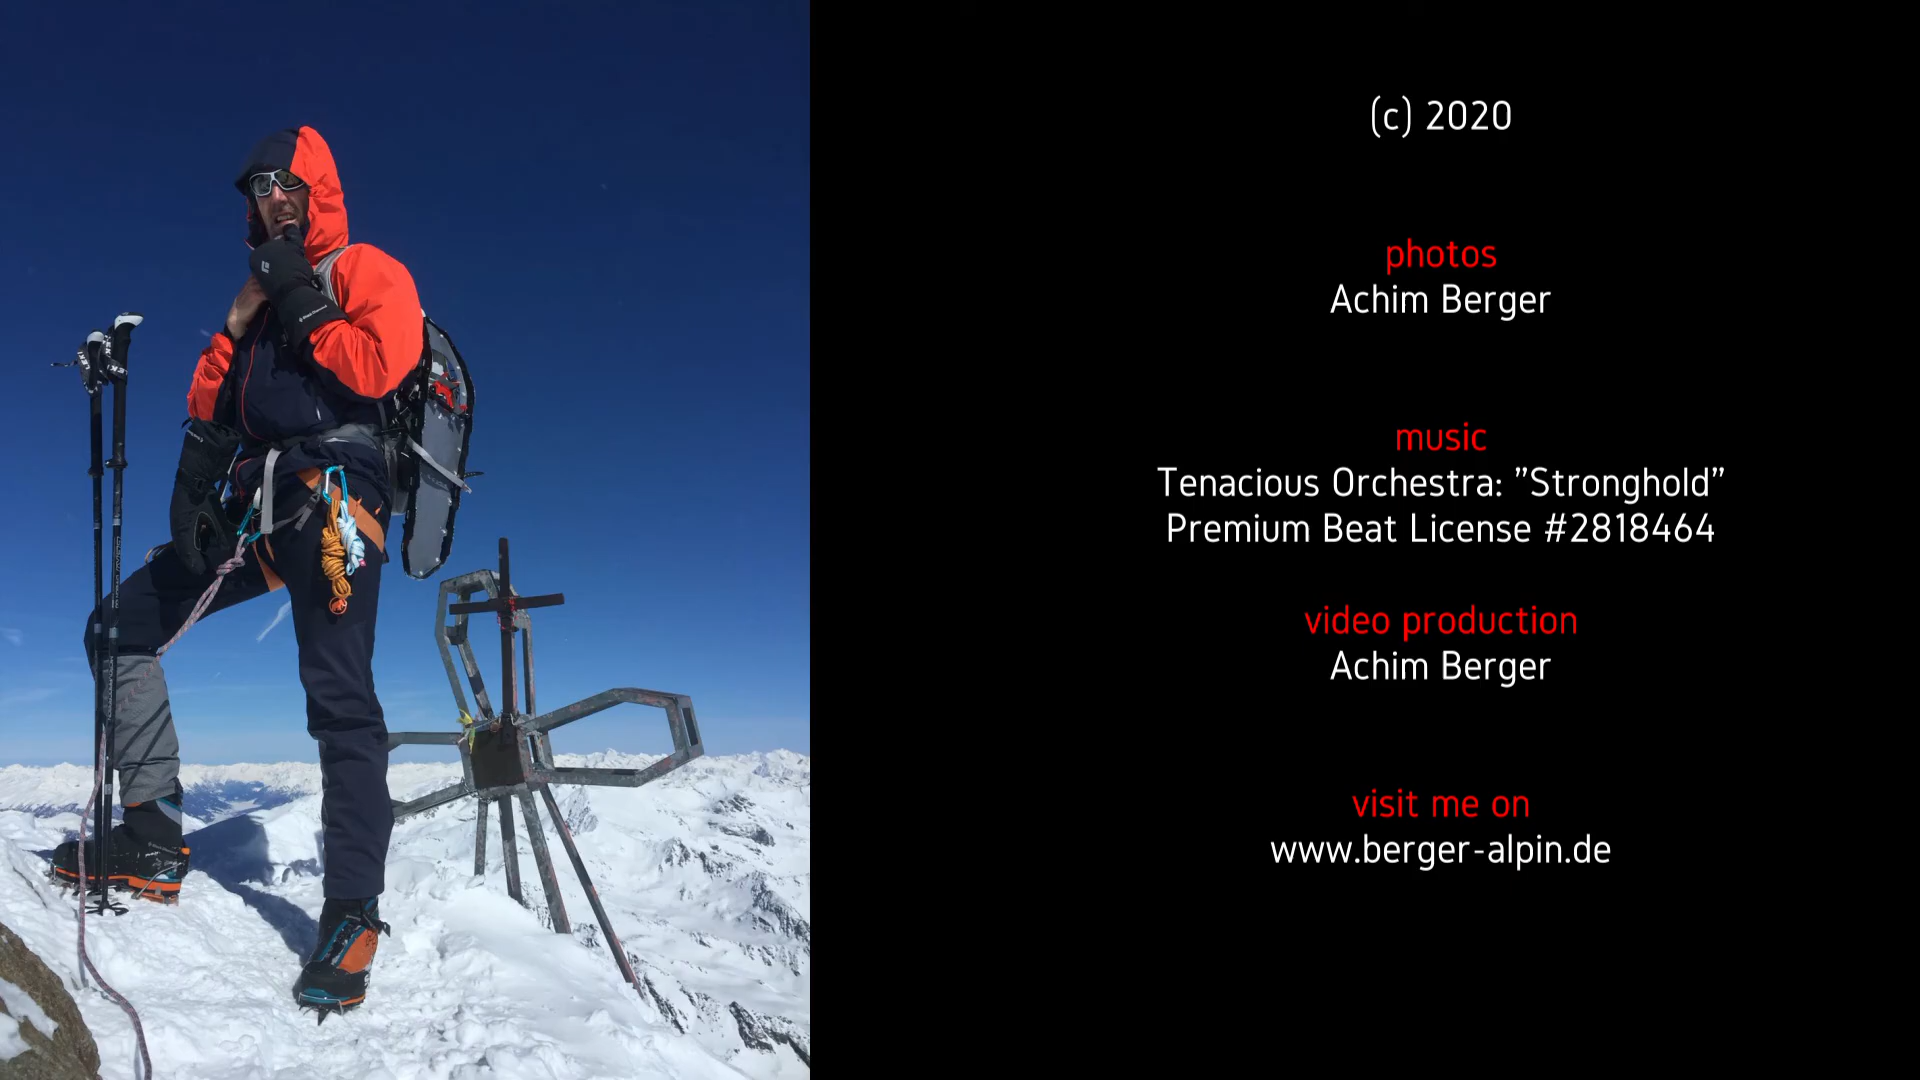 (c) 2020
photos
Achim Berger
music
Tenacious Orchestra: ”Stronghold”
Premium Beat License #2818464
video production
Achim Berger
visit me on
www.berger-alpin.de